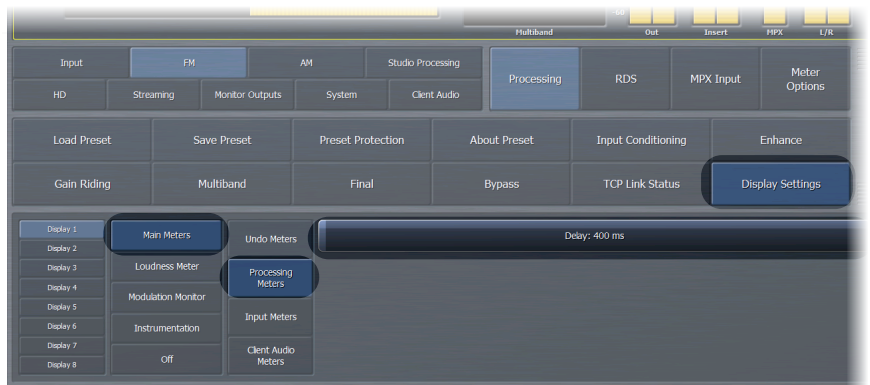 -60
Multiband
Out
Insert
MPX
L/R
Input
FM
AM
Studio Processing
HD
Streaming
Monitor Outputs
System
Client Audio
Processing
RDS
MPX Input
Meter
Options
Load Preset
Save Preset
Preset Protection
About Preset
Input Conditioning
Enhance
Gain Riding
Multiband
Final
Bypass
TCP Link Status
Display Settings
Display 1
Display 2
Display 3
Display 4
Display 5
Display 6
Display 7
Display 8
Main Meters
Loudness Meter
Modulation Monitor
Instrumentation
Off
Undo Meters
Processing
Meters
Input Meters
Client Audio
Meters
Delay: 400 ms